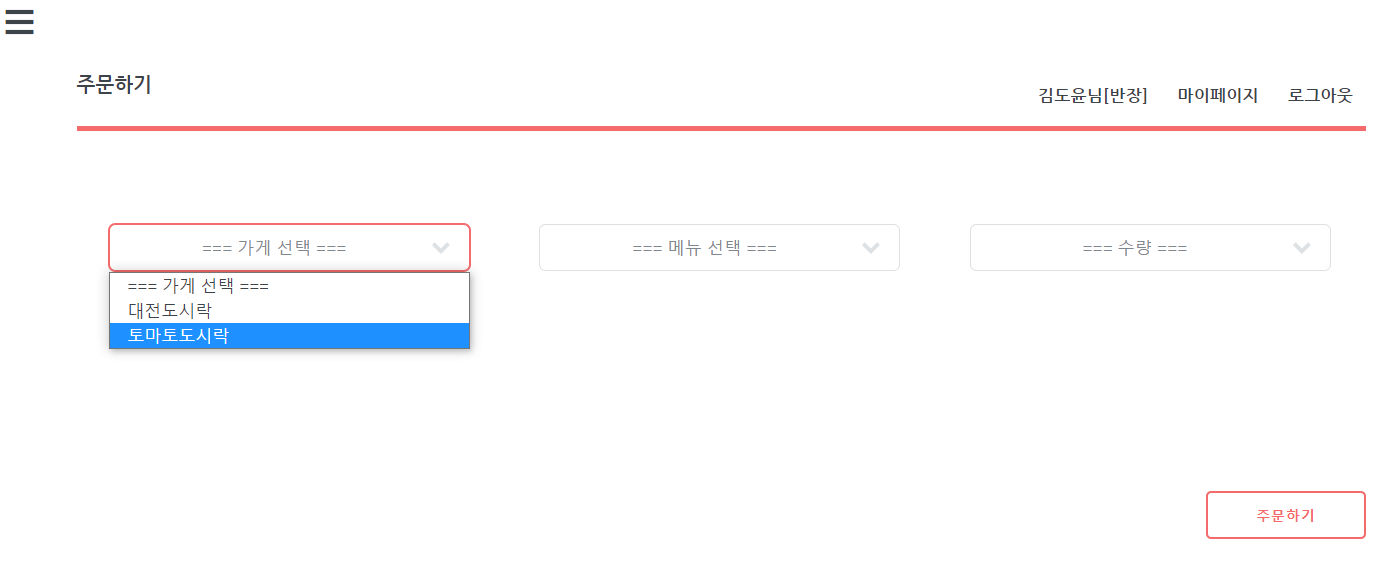 주문하기
김도윤님[반장] 마이페이지 로그아웃
=== 가게 선택 === === 메뉴 선택 === === 수량 ===
=== 가게 선택 ===
대전도시락
토마토도시락
주문하기